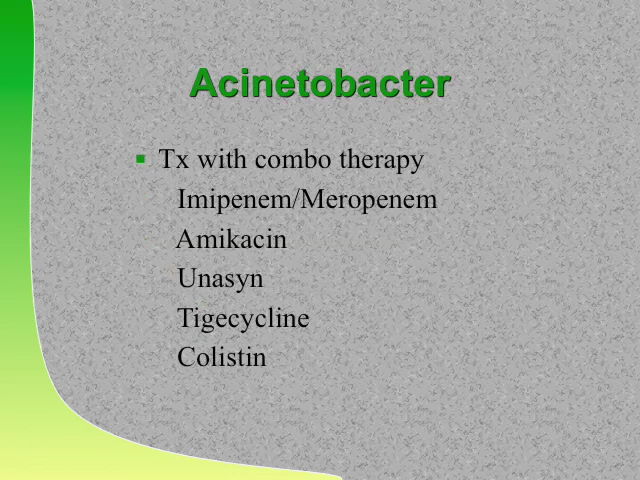 Acinetobacter
Tx with combo therapy
Imipenem/Meropenem
Amikacin
Unasyn
Tigecycline
Colistin